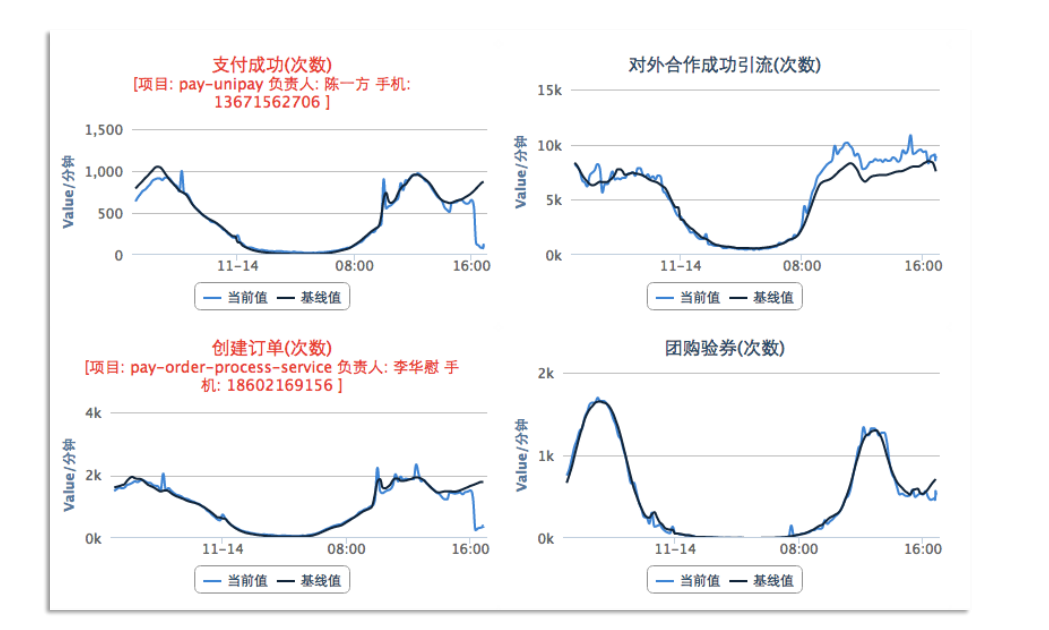 支付成功(次数)
[项目: pay-unipay 负责人: 陈一方 手机:
13671562706 ]
1,500
1,000
500
0
Value/分钟
11-14
08:00
16:00
当前值
基线值
对外合作成功引流(次数)
15k
10k
5k
0k
Value/分钟
11-14
08:00
16:00
当前值
基线值
创建订单(次数)
[项目: pay-order-process-service 负责人: 李华慰 手
机: 18602169156 ]
4k
2k
0k
Value/分钟
11-14
08:00
16:00
当前值
基线值
团购验券(次数)
2k
1k
0k
Value/分钟
11-14
08:00
16:00
当前值
基线值